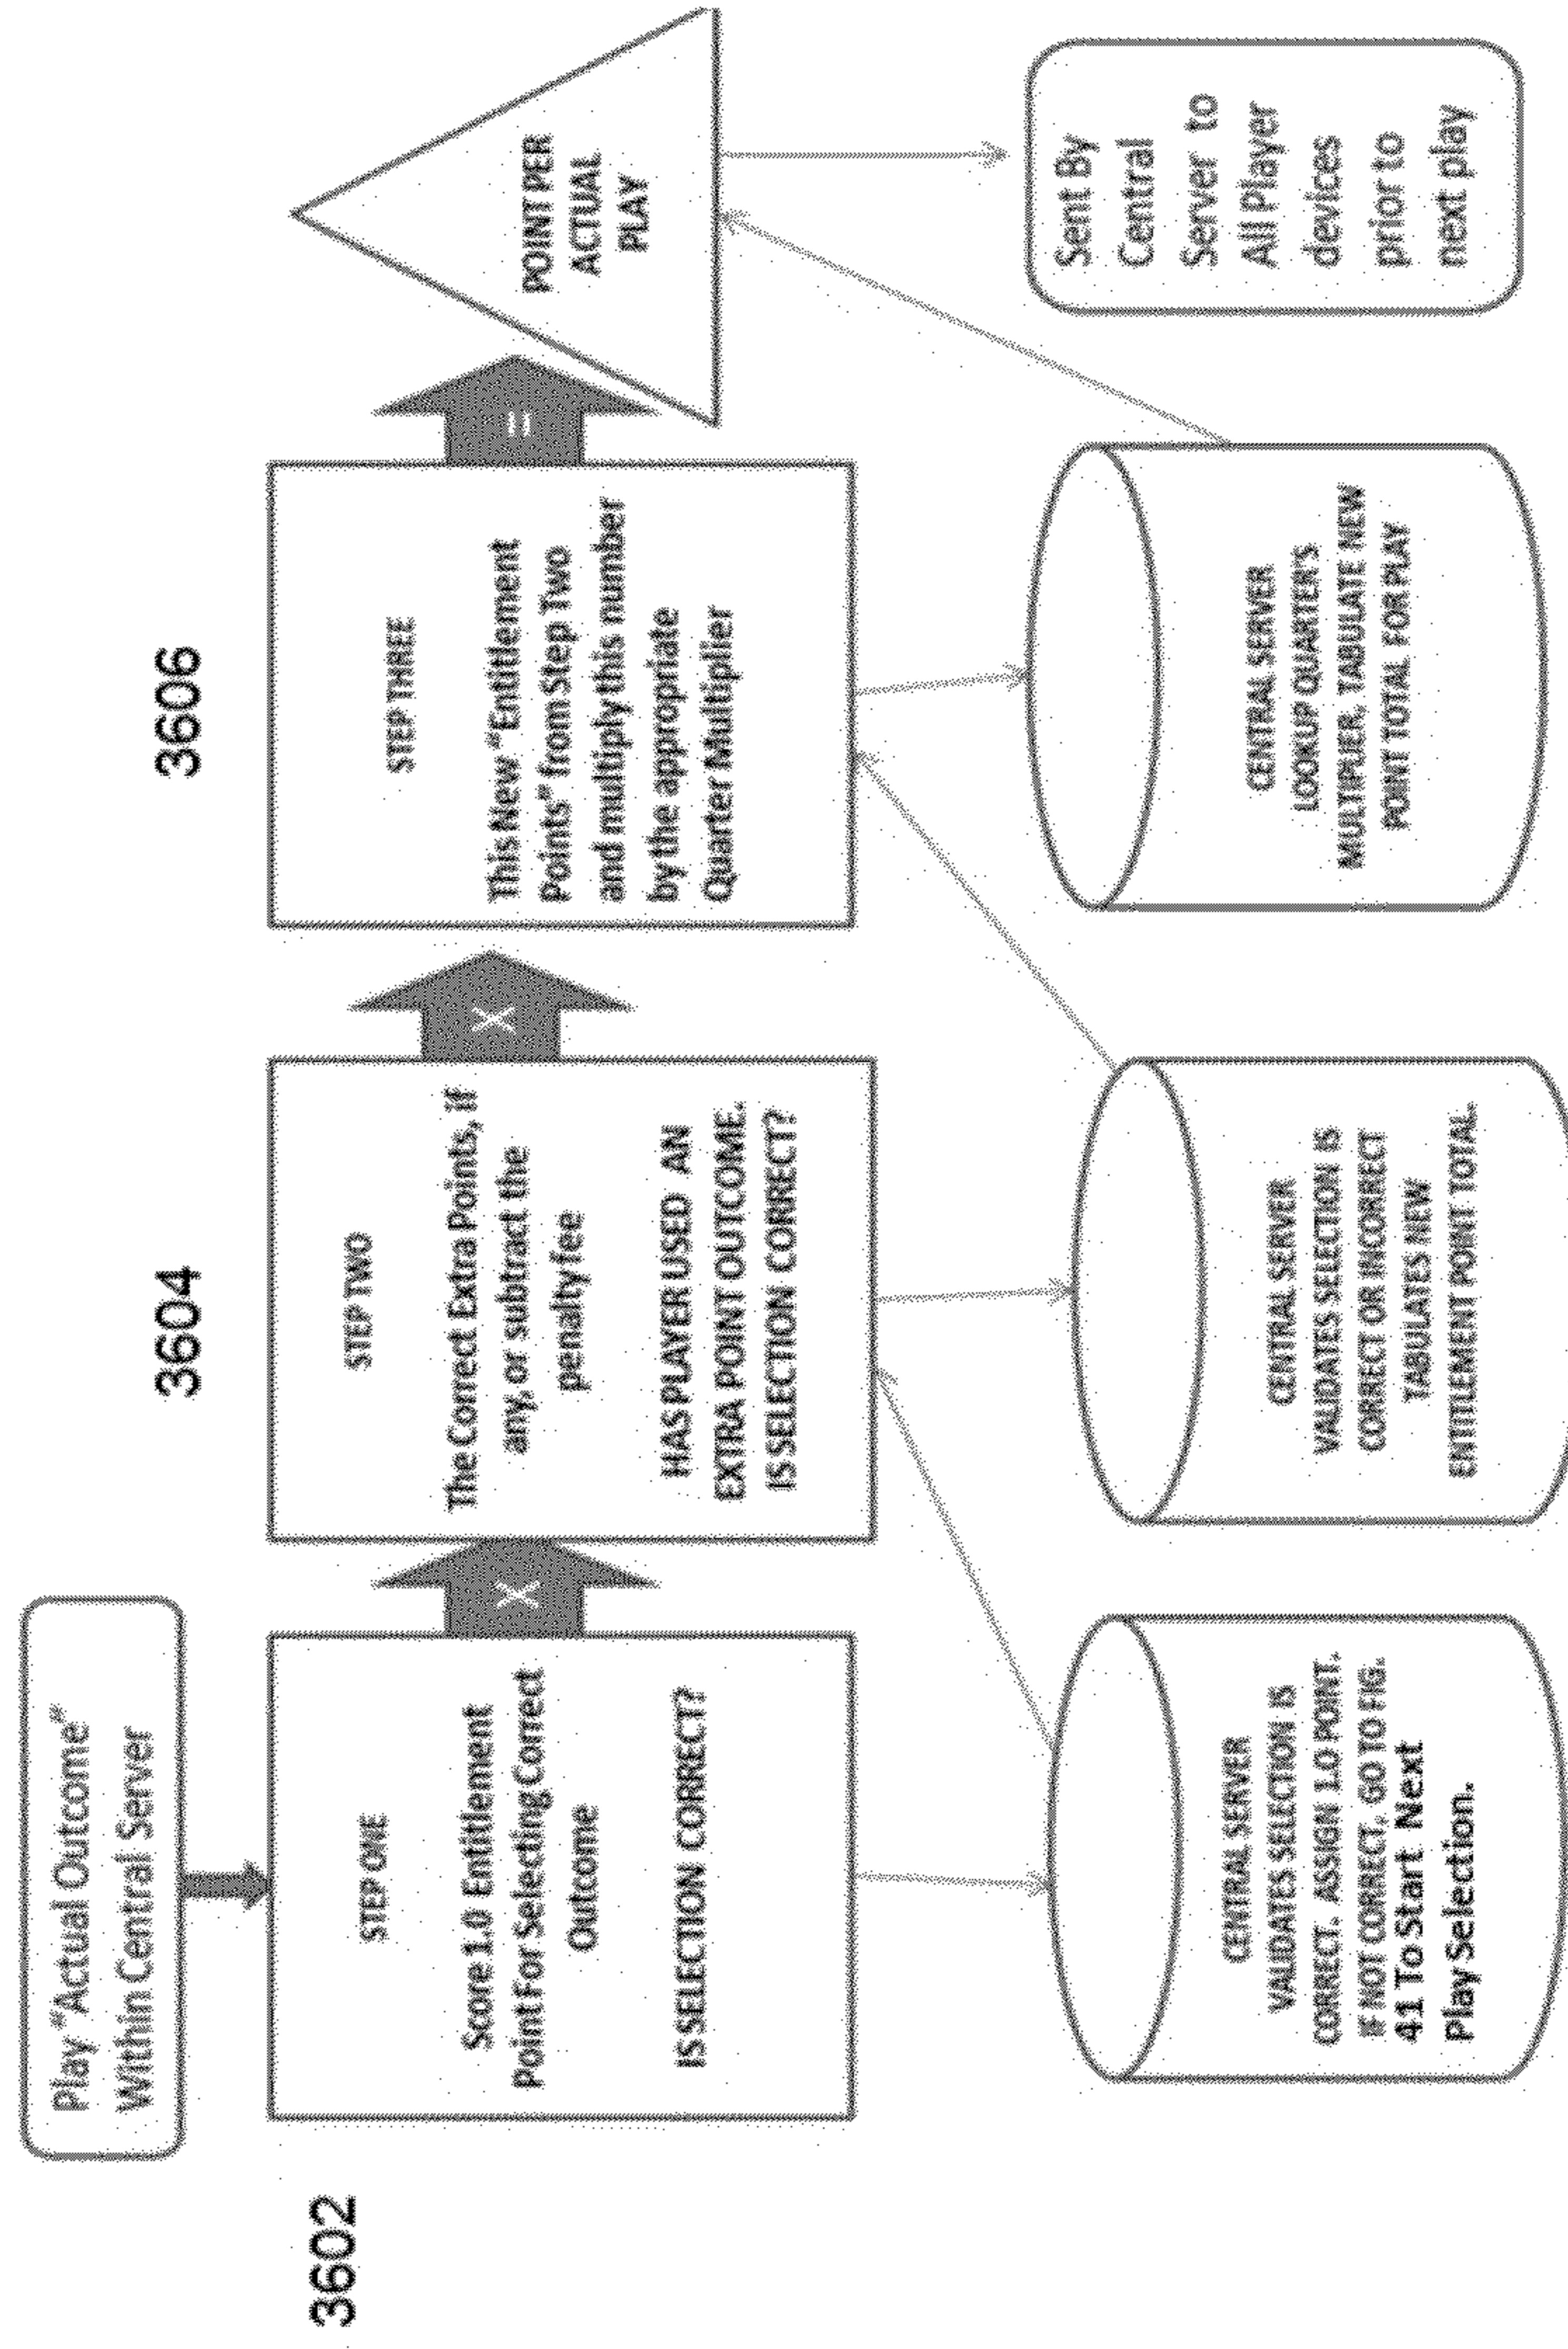 Play "Actual Outcome"
Within Central Server
3602
STEP ONE
Score 1.0 Entitlement
Point For Selecting Correct
Outcome
IS SELECTION CORRECT?
X
3604
STEP TWO
The Correct Extra Points, if
any, or subtract the
penalty fee
HAS PLAYER USED AN
EXTRA POINT OUTCOME.
IS SELECTION CORRECT?
X
3606
STEP THREE
This New "Entitlement
Points" from Step Two
and multiply this number
by the appropriate
Quarter Multiplier
=
POINT PER
ACTUAL
PLAY
CENTRAL SERVER
VALIDATES SELECTION IS
CORRECT. ASSIGN 1.0 POINT.
IF NOT CORRECT, GO TO FIG.
41 To Start Next
Play Selection.
CENTRAL SERVER
VALIDATES SELECTION IS
CORRECT OR INCORRECT
TABULATES NEW
ENTITLEMENT POINT TOTAL.
CENTRAL SERVER
LOOKUP QUARTER'S
MULTIPLIER, TABULATE NEW
POINT TOTAL FOR PLAY
Sent By
Central
Server to
All Player
devices
prior to
next play